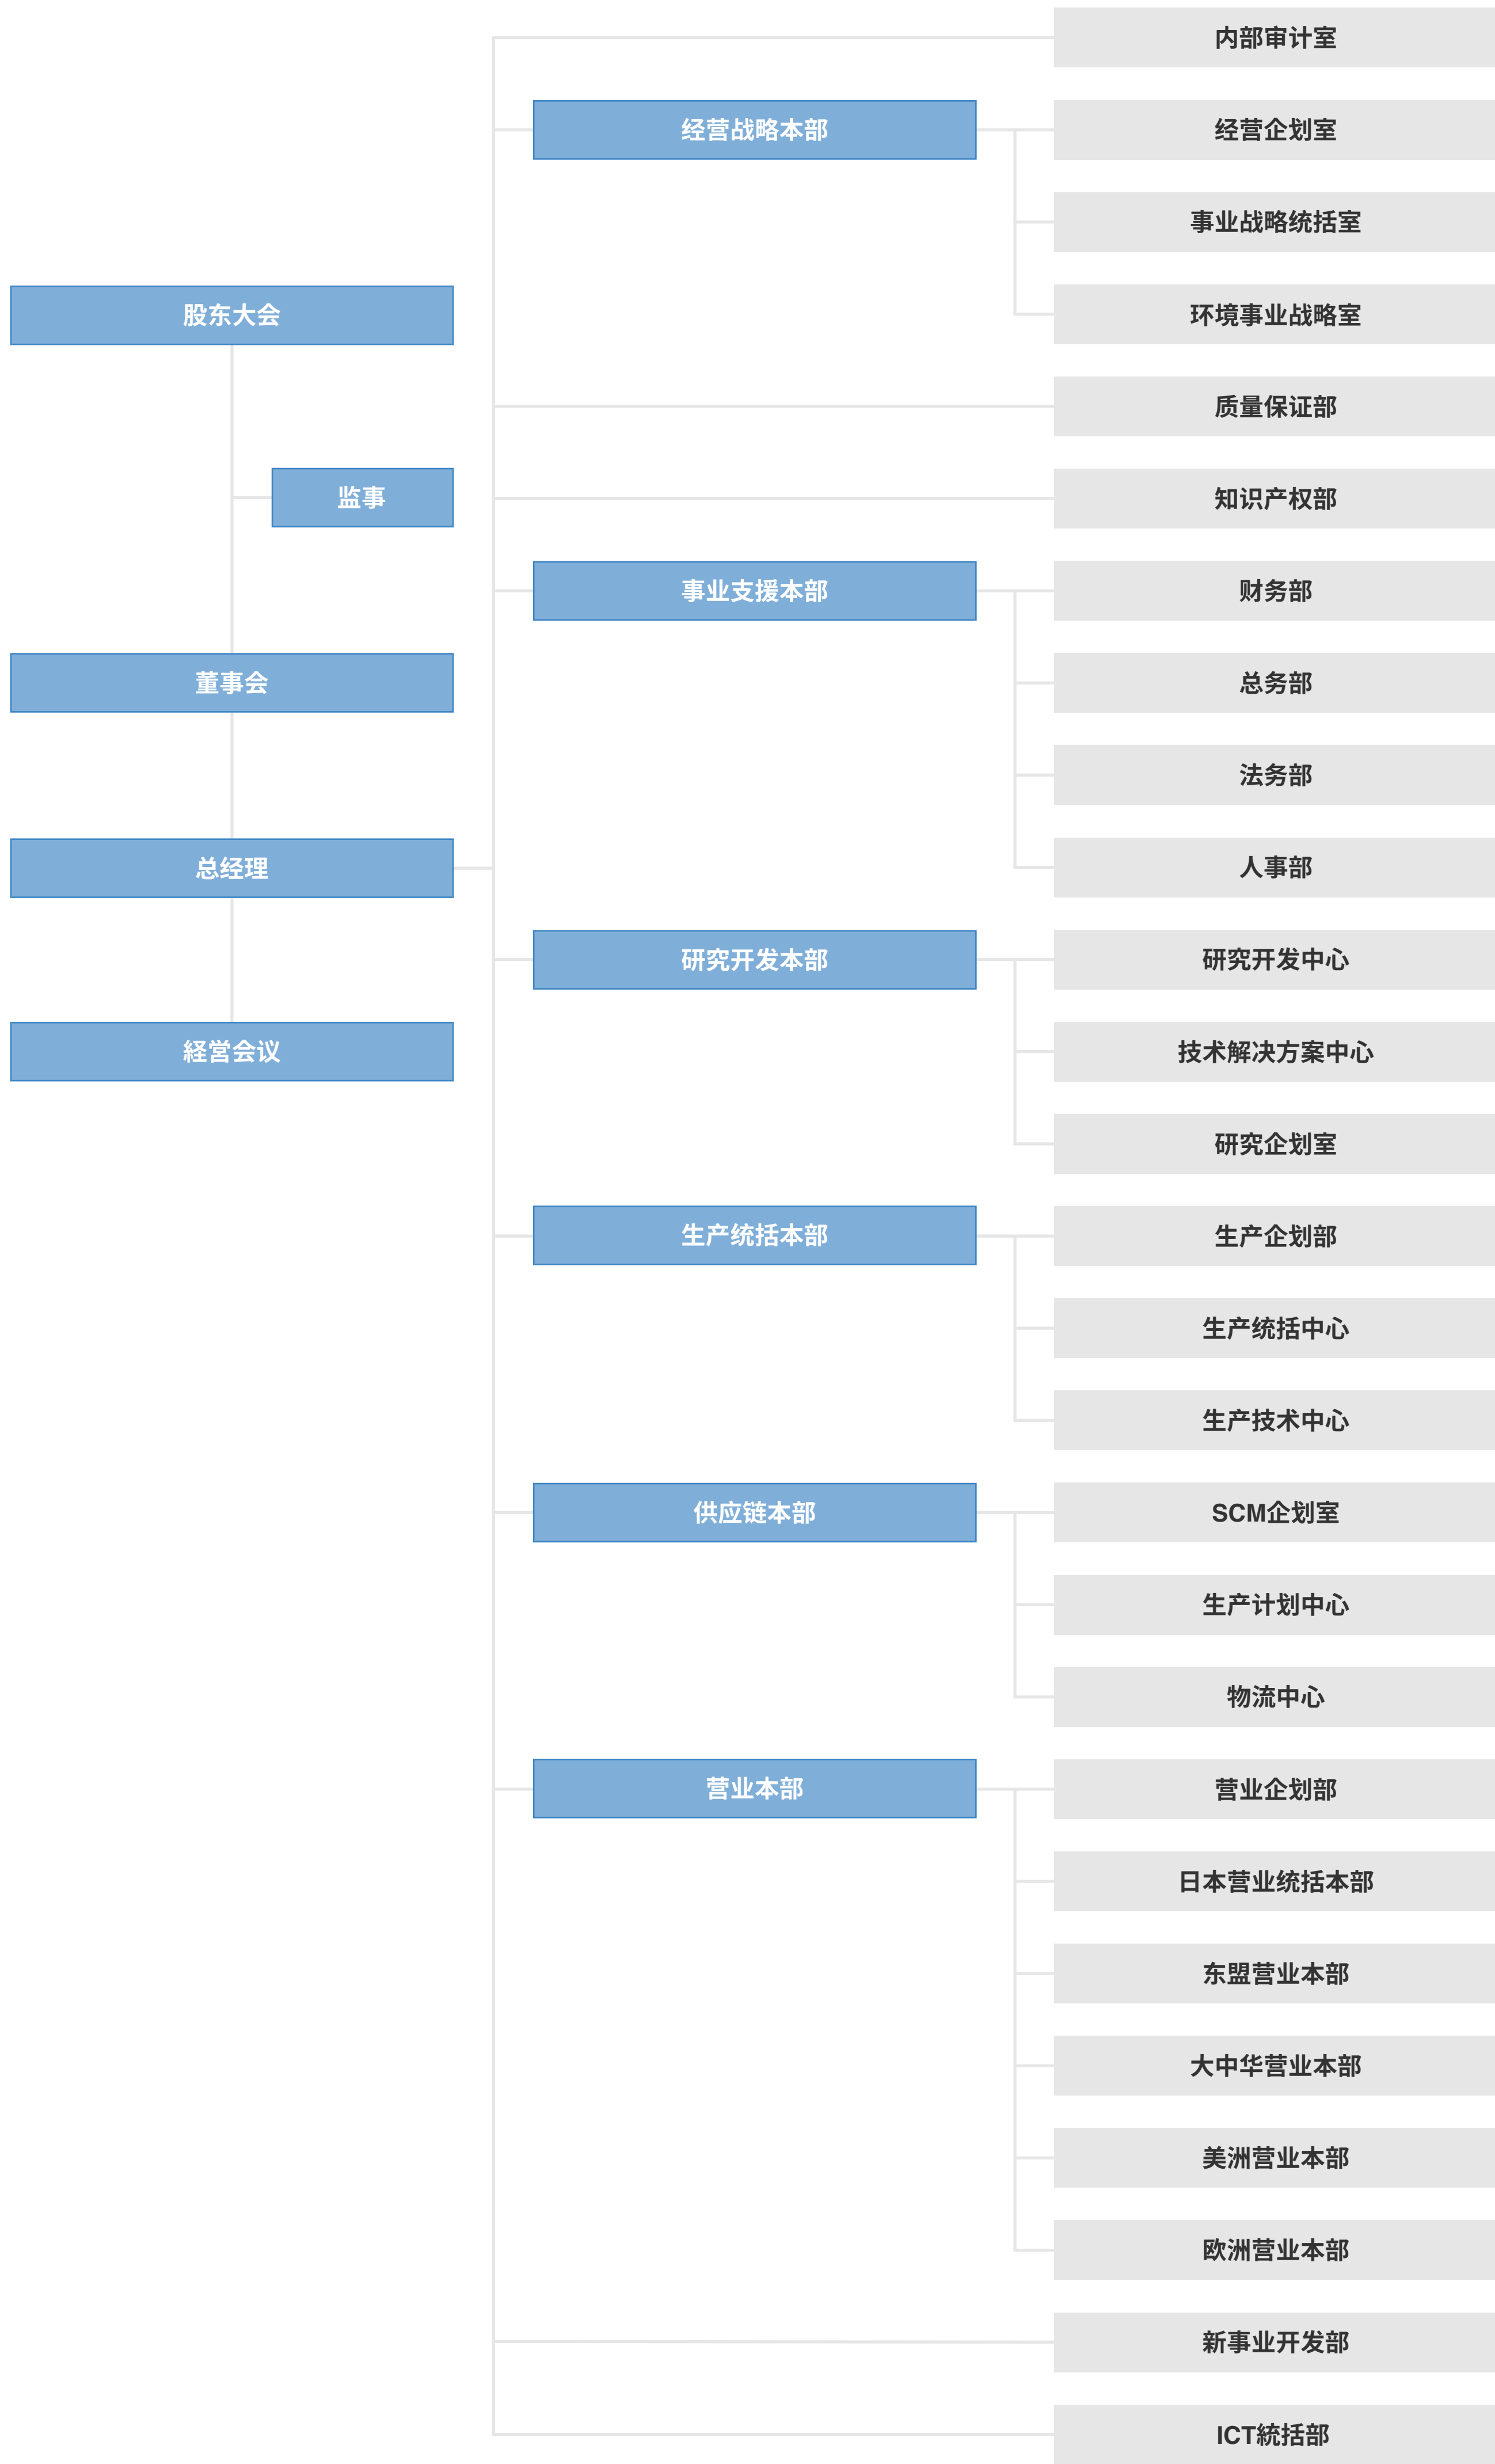 股东大会
监事
董事会
总经理
経営会议
内部审计室
经营战略本部
经营企划室
事业战略统括室
环境事业战略室
质量保证部
知识产权部
事业支援本部
财务部
总务部
法务部
人事部
研究开发本部
研究开发中心
技术解决方案中心
研究企划室
生产统括本部
生产企划部
生产统括中心
生产技术中心
供应链本部
SCM企划室
生产计划中心
物流中心
营业本部
营业企划部
日本营业统括本部
东盟营业本部
大中华营业本部
美洲营业本部
欧洲营业本部
新事业开发部
ICT統括部